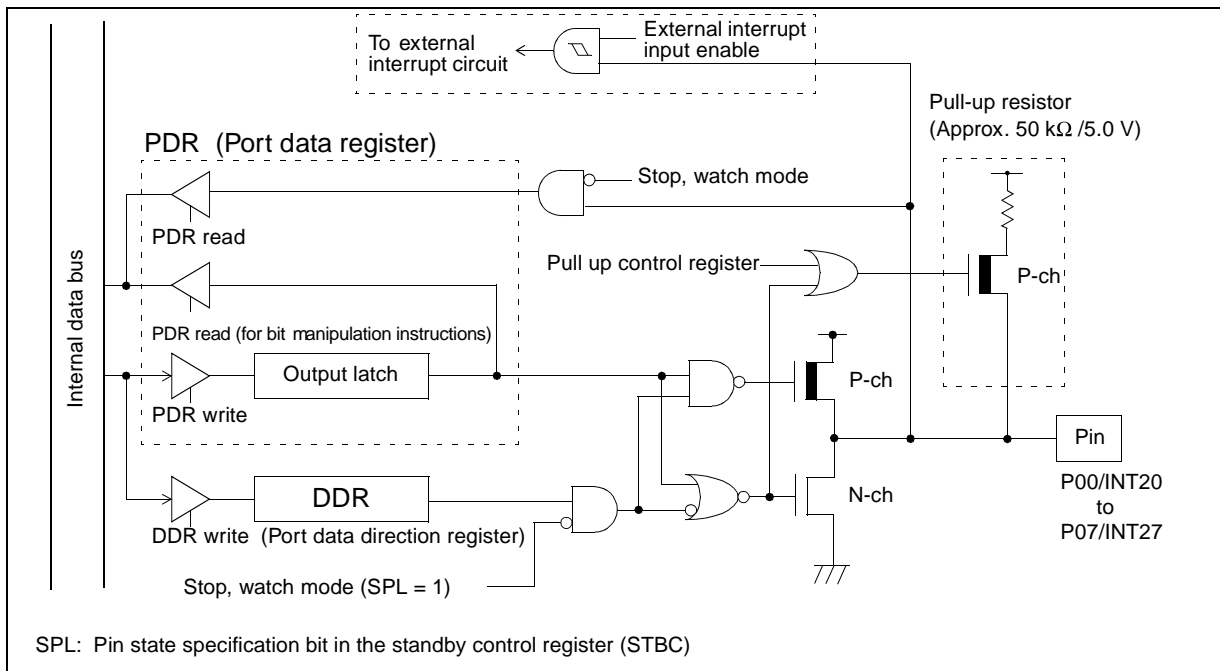 To external
interrupt circuit
External interrupt
input enable
Pull-up resistor
(Approx. 50 kΩ /5.0 V)
PDR (Port data register)
Stop, watch mode
PDR read
Pull up control register
P-ch
Internal data bus
PDR read (for bit manipulation instructions)
Output latch
P-ch
PDR write
Pin
DDR
N-ch
P00/INT20
to
P07/INT27
DDR write (Port data direction register)
Stop, watch mode (SPL = 1)
SPL: Pin state specification bit in the standby control register (STBC)